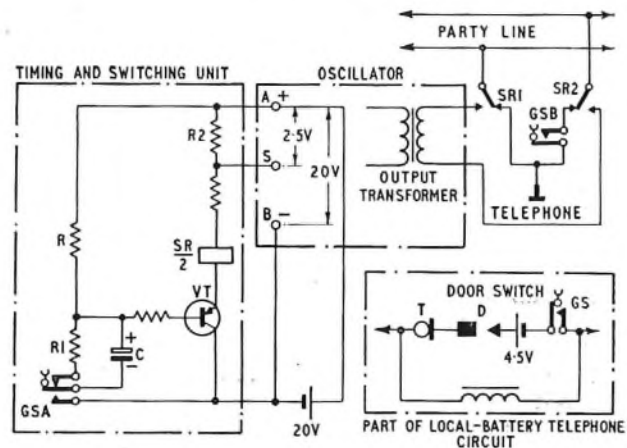 PARTY LINE
TIMING AND SWITCHING UNIT
OSCILLATOR
A +
R2
2·5V
S
20V
B –
OUTPUT
TRANSFORMER
SR1
SR2
GSB
TELEPHONE
R
SR
2
VT
R1
+
C
–
GSA
20V
DOOR SWITCH
T
D
GS
4·5V
PART OF LOCAL-BATTERY TELEPHONE
CIRCUIT